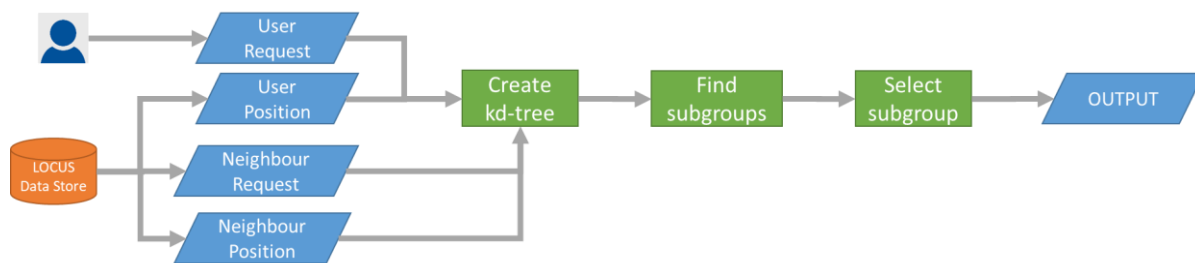 User
Request
User
Position
LOCUS
Data Store
Neighbour
Request
Neighbour
Position
Create
kd-tree
Find
subgroups
Select
subgroup
OUTPUT